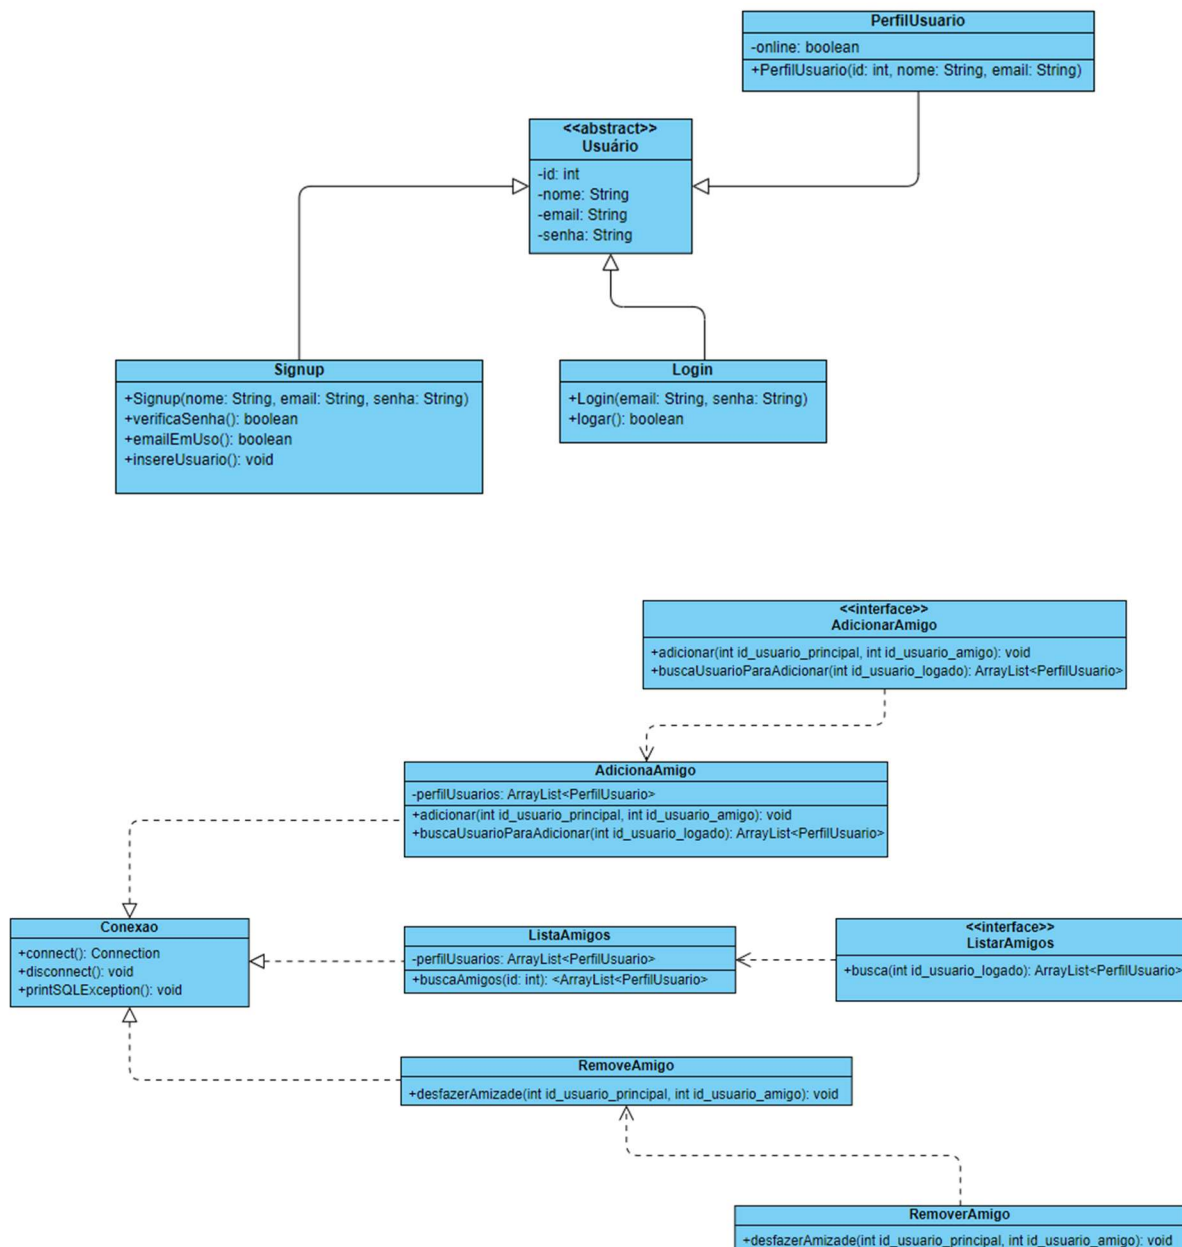 PerfilUsuario
-online: boolean
+PerfilUsuario(id: int, nome: String, email: String)
<<abstract>>
Usuário
-id: int
-nome: String
-email: String
-senha: String
Signup
+Signup(nome: String, email: String, senha: String)
+verificaSenha(): boolean
+emailEmUso(): boolean
+insereUsuario(): void
Login
+Login(email: String, senha: String)
+logar(): boolean
<<interface>>
AdicionarAmigo
+adicionar(int id_usuario_principal, int id_usuario_amigo): void
+buscaUsuarioParaAdicionar(int id_usuario_logado): ArrayList<PerfilUsuario>
AdicionaAmigo
-perfilUsuarios: ArrayList<PerfilUsuario>
+adicionar(int id_usuario_principal, int id_usuario_amigo): void
+buscaUsuarioParaAdicionar(int id_usuario_logado): ArrayList<PerfilUsuario>
Conexao
+connect(): Connection
+disconnect(): void
+printSQLException(): void
ListaAmigos
-perfilUsuarios: ArrayList<PerfilUsuario>
+buscaAmigos(id: int): <ArrayList<PerfilUsuario>
<<interface>>
ListarAmigos
+busca(int id_usuario_logado): ArrayList<PerfilUsuario>
RemoveAmigo
+desfazerAmizade(int id_usuario_principal, int id_usuario_amigo): void
RemoverAmigo
+desfazerAmizade(int id_usuario_principal, int id_usuario_amigo): void